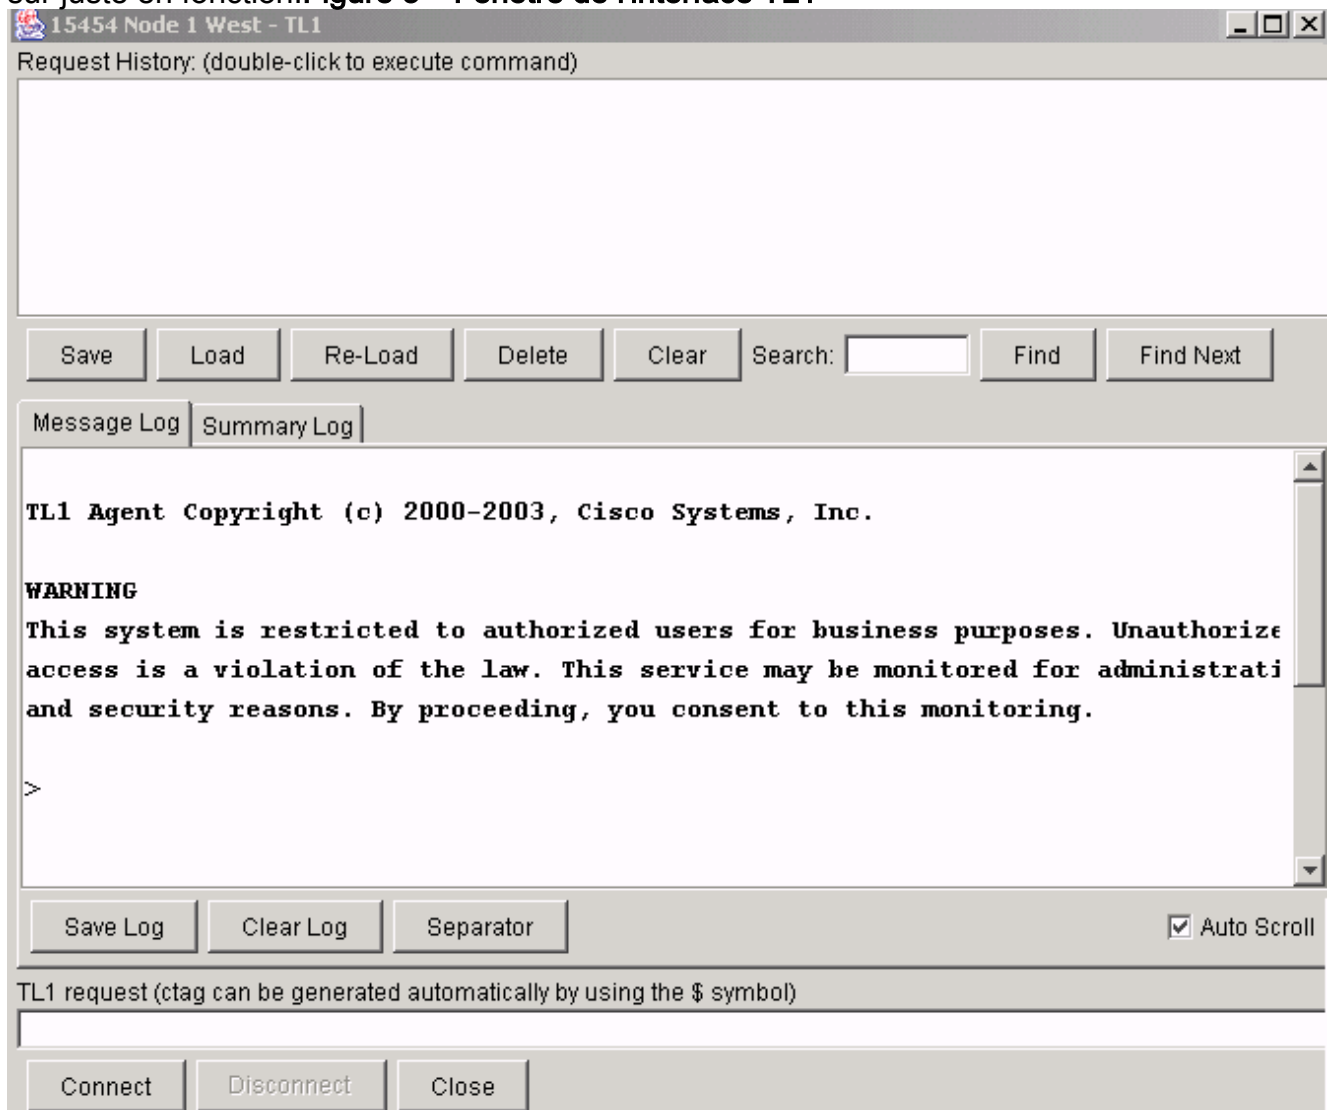 15454 Node 1 West - TL1
Request History: (double-click to execute command)
Save Load Re-Load Delete Clear Search: Find Find Next
Message Log Summary Log
TL1 Agent Copyright (c) 2000-2003, Cisco Systems, Inc.
WARNING
This system is restricted to authorized users for business purposes. Unauthorize
access is a violation of the law. This service may be monitored for administrati
and security reasons. By proceeding, you consent to this monitoring.
>
Save Log Clear Log Separator Auto Scroll
TL1 request (ctag can be generated automatically by using the $ symbol)
Connect Disconnect Close